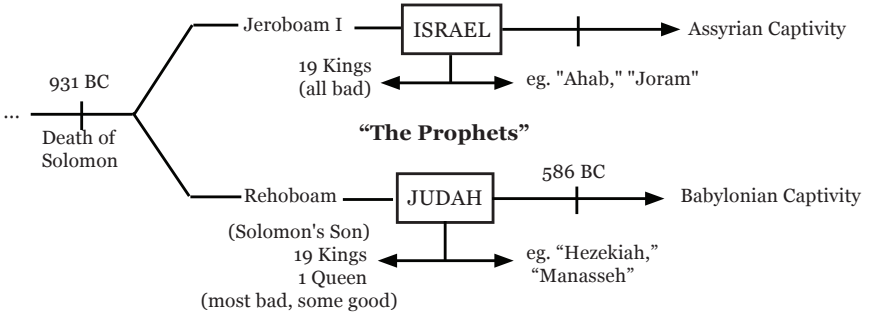 Jeroboam I
ISRAEL
Assyrian Captivity
19 Kings
(all bad)
eg. "Ahab," "Joram"
931 BC
...
Death of
Solomon
“The Prophets”
586 BC
Rehoboam
JUDAH
Babylonian Captivity
(Solomon's Son)
19 Kings
1 Queen
(most bad, some good)
eg. “Hezekiah,”
“Manasseh”